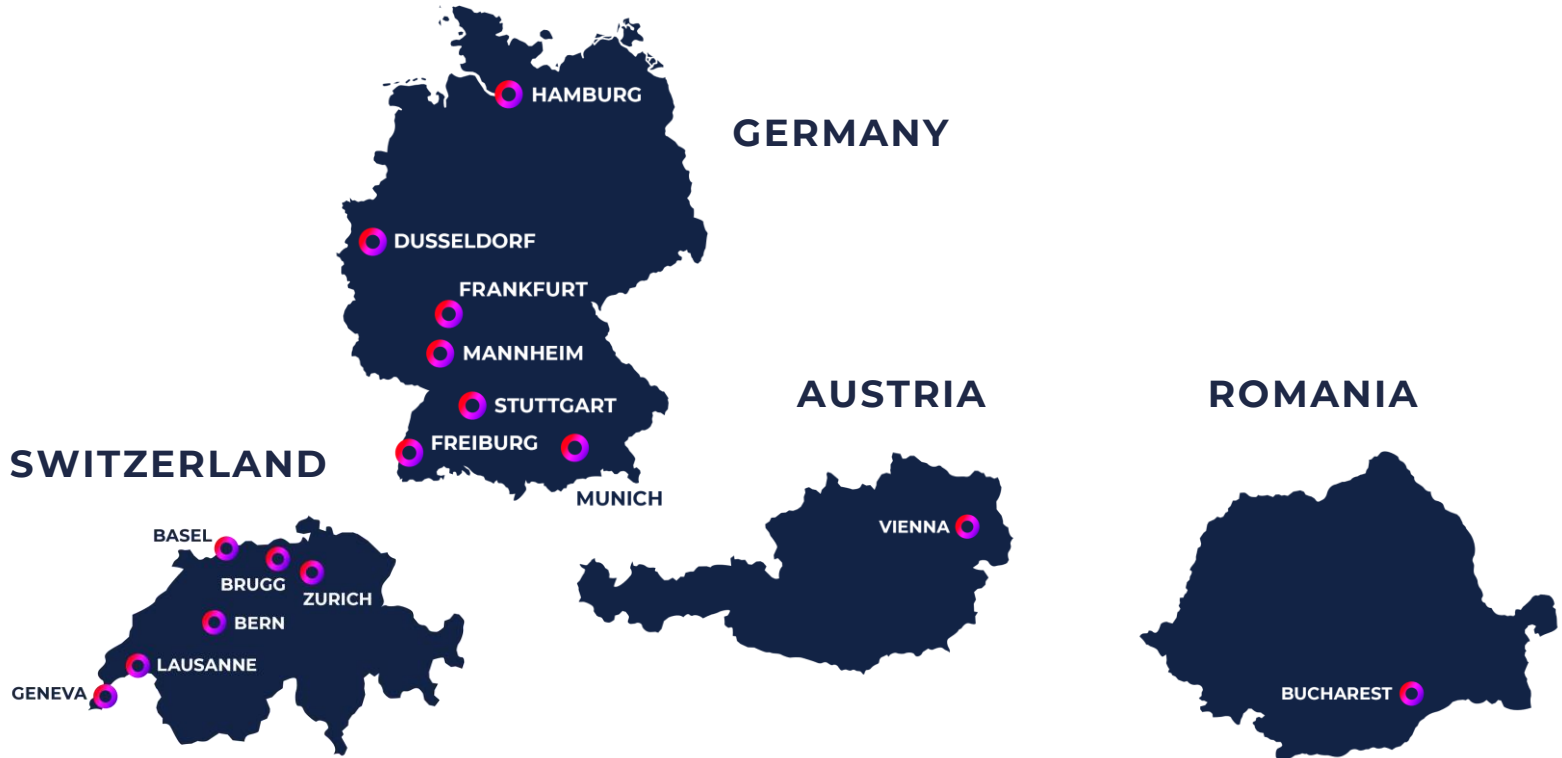 HAMBURG
GERMANY
DUSSELDORF
FRANKFURT
MANNHEIM
STUTTGART
FREIBURG
MUNICH
SWITZERLAND
BASEL
BRUGG
ZURICH
BERN
LAUSANNE
GENEVA
AUSTRIA
VIENNA
ROMANIA
BUCHAREST